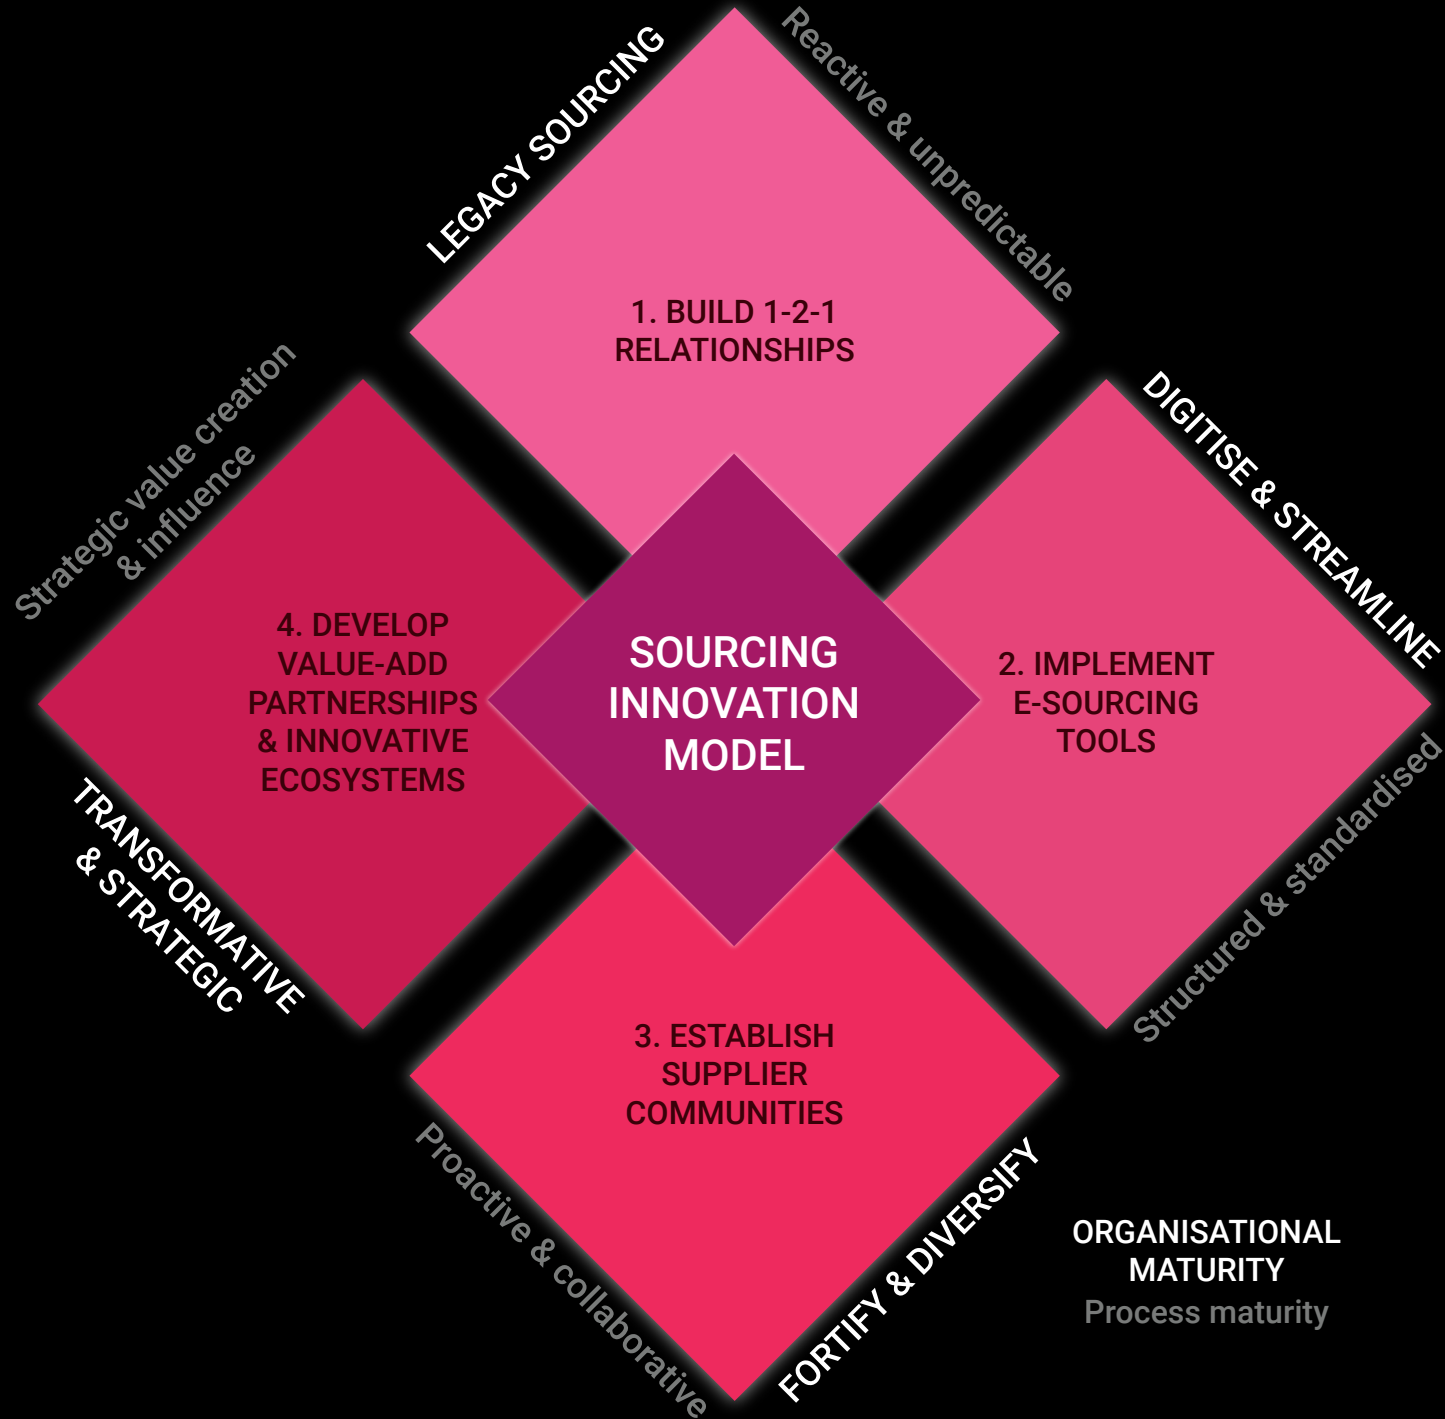 LEGACY SOURCING
Reactive & unpredictable
1. BUILD 1-2-1
RELATIONSHIPS
DIGITISE & STREAMLINE
Structured & standardised
2. IMPLEMENT
E-SOURCING
TOOLS
SOURCING
INNOVATION
MODEL
3. ESTABLISH
SUPPLIER
COMMUNITIES
FORTIFY & DIVERSIFY
Proactive & collaborative
4. DEVELOP
VALUE-ADD
PARTNERSHIPS
& INNOVATIVE
ECOSYSTEMS
TRANSFORMATIVE
& STRATEGIC
Strategic value creation
& influence
ORGANISATIONAL
MATURITY
Process maturity